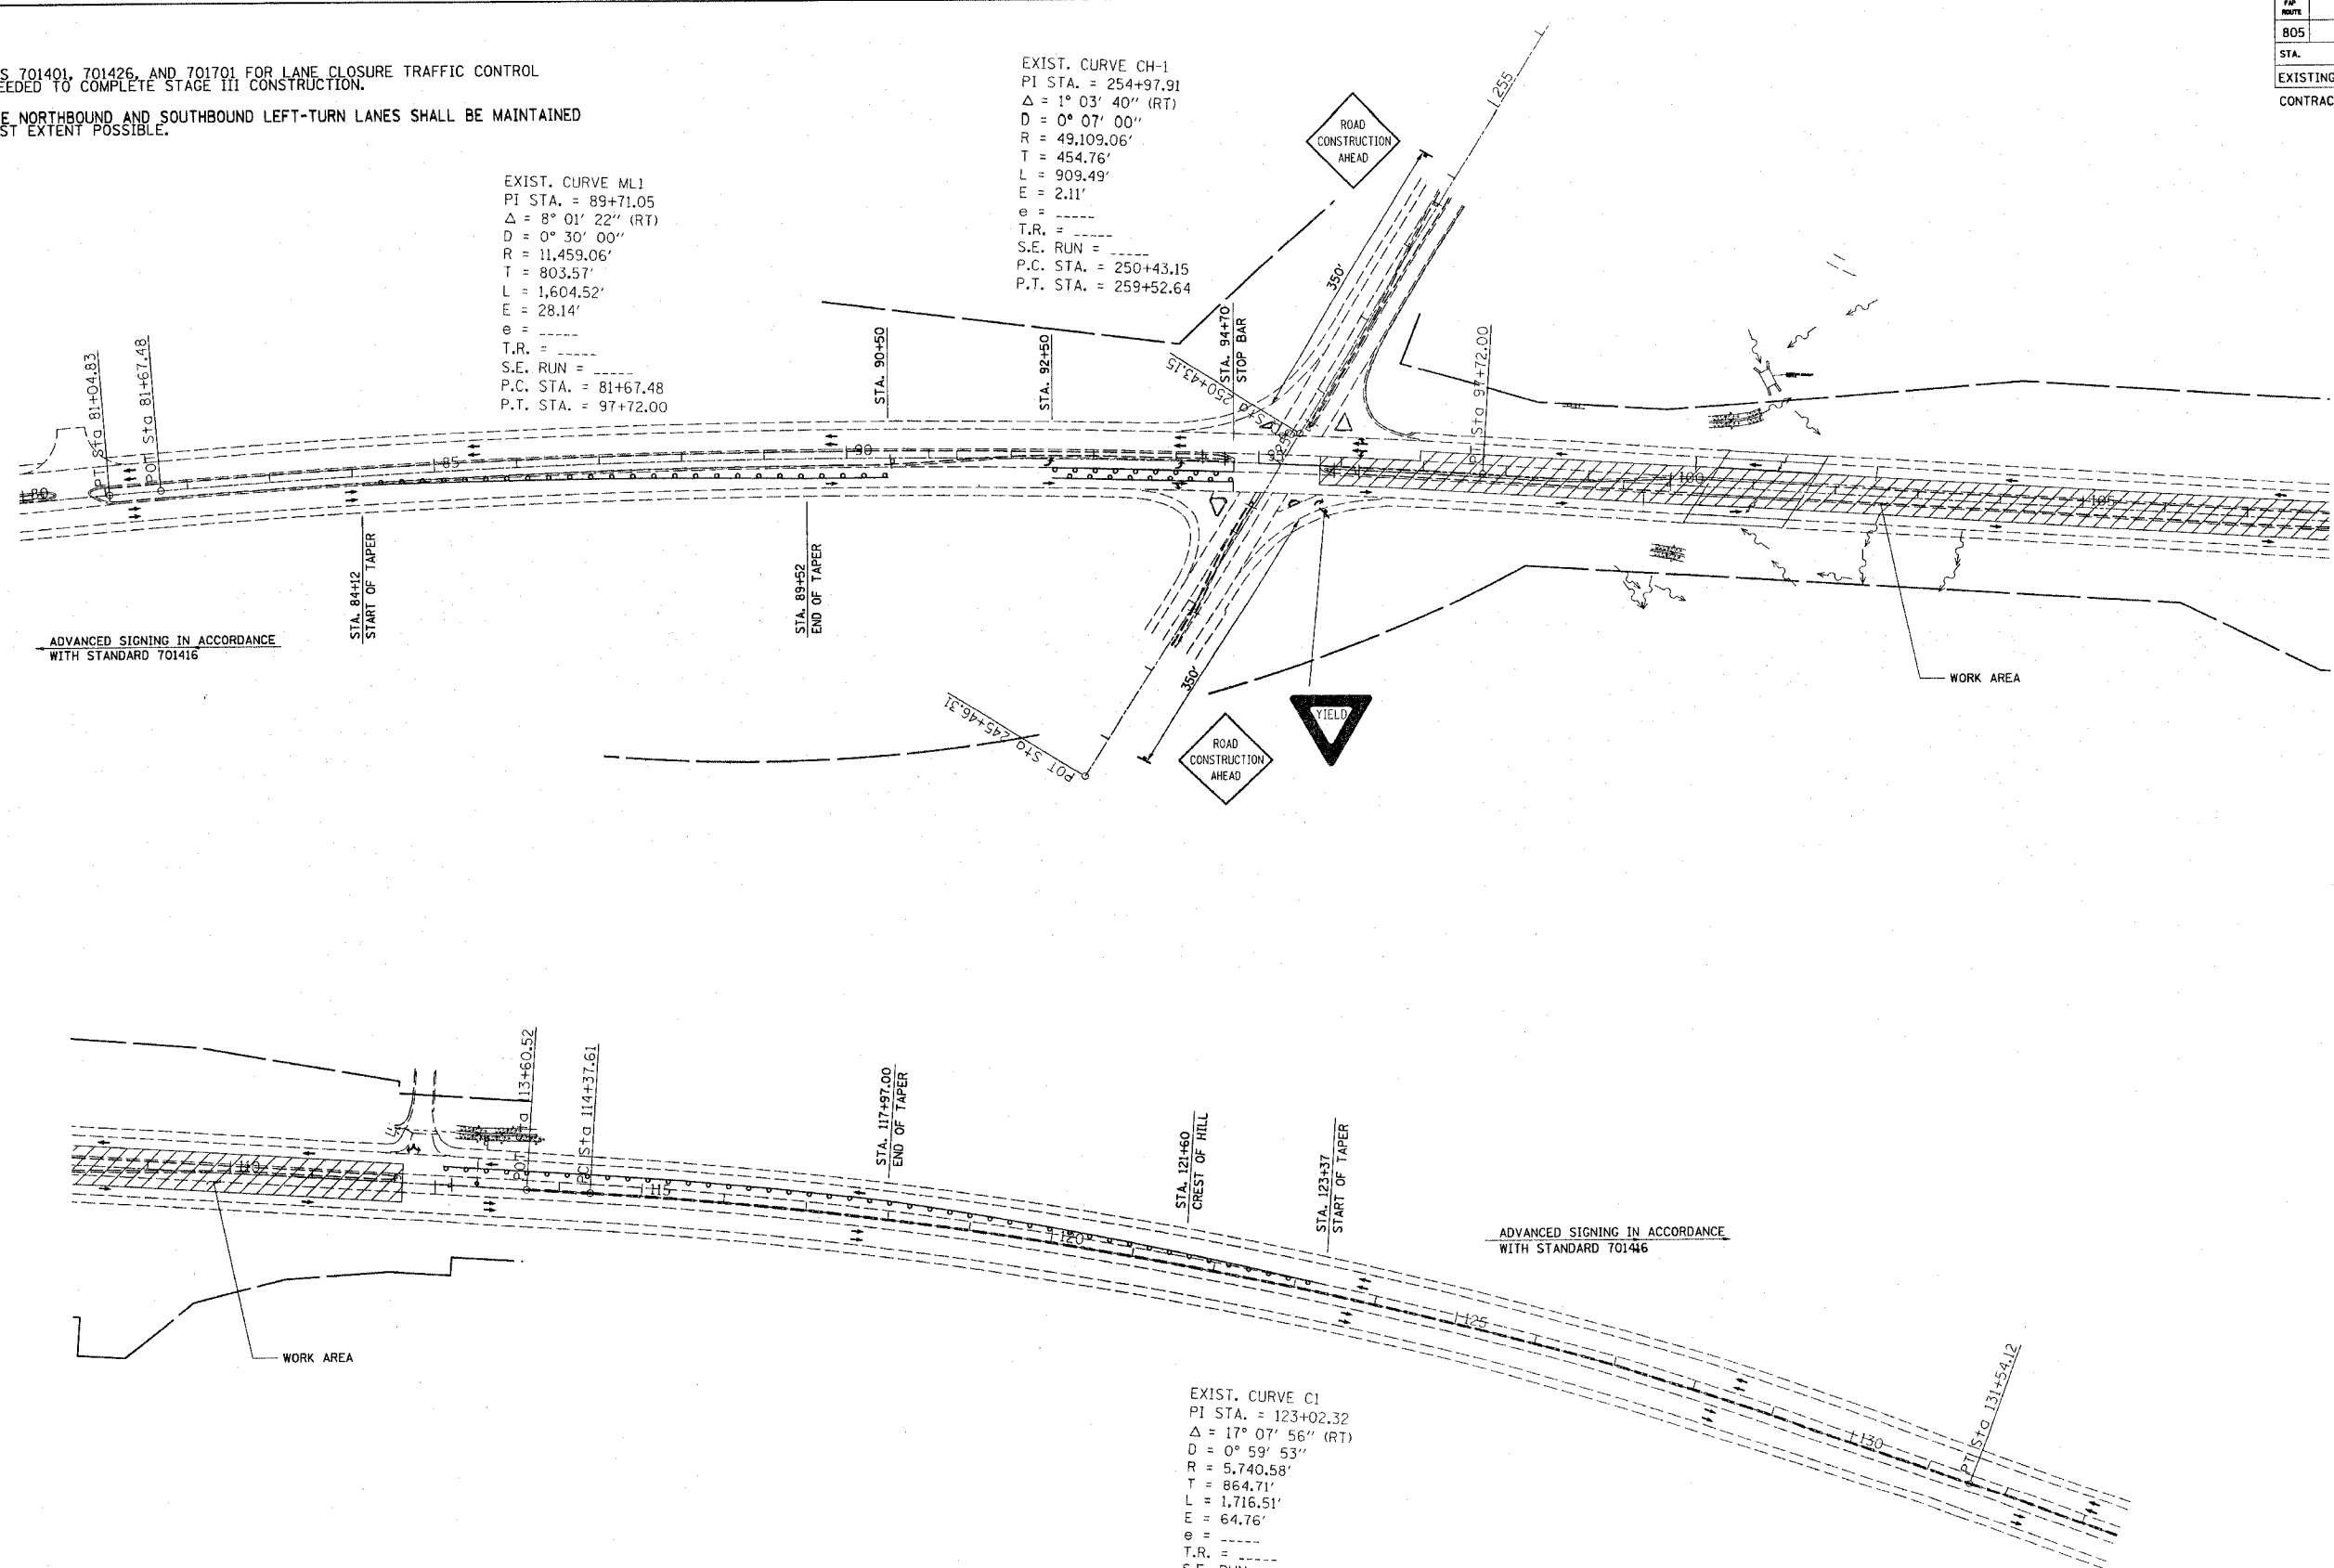 FAP
ROUTE
805
STA.
EXISTING
CONTRAC
S 701401, 701426, AND 701701 FOR LANE CLOSURE TRAFFIC CONTROL
EEDED TO COMPLETE STAGE III CONSTRUCTION.
E NORTHBOUND AND SOUTHBOUND LEFT-TURN LANES SHALL BE MAINTAINED
ST EXTENT POSSIBLE.
EXIST. CURVE ML1
PI STA. = 89+71.05
Δ = 8° 01' 22" (RT)
D = 0° 30' 00"
R = 11,459.06'
T = 803.57'
L = 1,604.52'
E = 28.14'
e = -----
T.R. = -----
S.E. RUN = -----
P.C. STA. = 81+67.48
P.T. STA. = 97+72.00
EXIST. CURVE CH-1
PI STA. = 254+97.91
Δ = 1° 03' 40" (RT)
D = 0° 07' 00"
R = 49,109.06'
T = 454.76'
L = 909.49'
E = 2.11'
e = -----
T.R. = -----
S.E. RUN = -----
P.C. STA. = 250+43.15
P.T. STA. = 259+52.64
ROAD
CONSTRUCTION
AHEAD
255
350'
PT Sta 81+04.83
POT Sta 81+67.48
STA. 90+50
STA. 92+50
STA. 94+70
STOP BAR
Sta 250+43.15
PT Sta 97+72.00
80
85
90
95
250
100
105
STA. 84+12
START OF TAPER
STA. 89+52
END OF TAPER
ADVANCED SIGNING IN ACCORDANCE
WITH STANDARD 701416
350'
POT Sta 245+46.31
YIELD
ROAD
CONSTRUCTION
AHEAD
WORK AREA
POT Sta 113+60.52
PC Sta 114+37.61
STA. 117+97.00
END OF TAPER
STA. 121+60
CREST OF HILL
STA. 123+37
START OF TAPER
110
115
120
125
130
PT Sta 131+54.12
ADVANCED SIGNING IN ACCORDANCE
WITH STANDARD 701416
WORK AREA
EXIST. CURVE C1
PI STA. = 123+02.32
Δ = 17° 07' 56" (RT)
D = 0° 59' 53"
R = 5,740.58'
T = 864.71'
L = 1,716.51'
E = 64.76'
e = -----
T.R. = -----